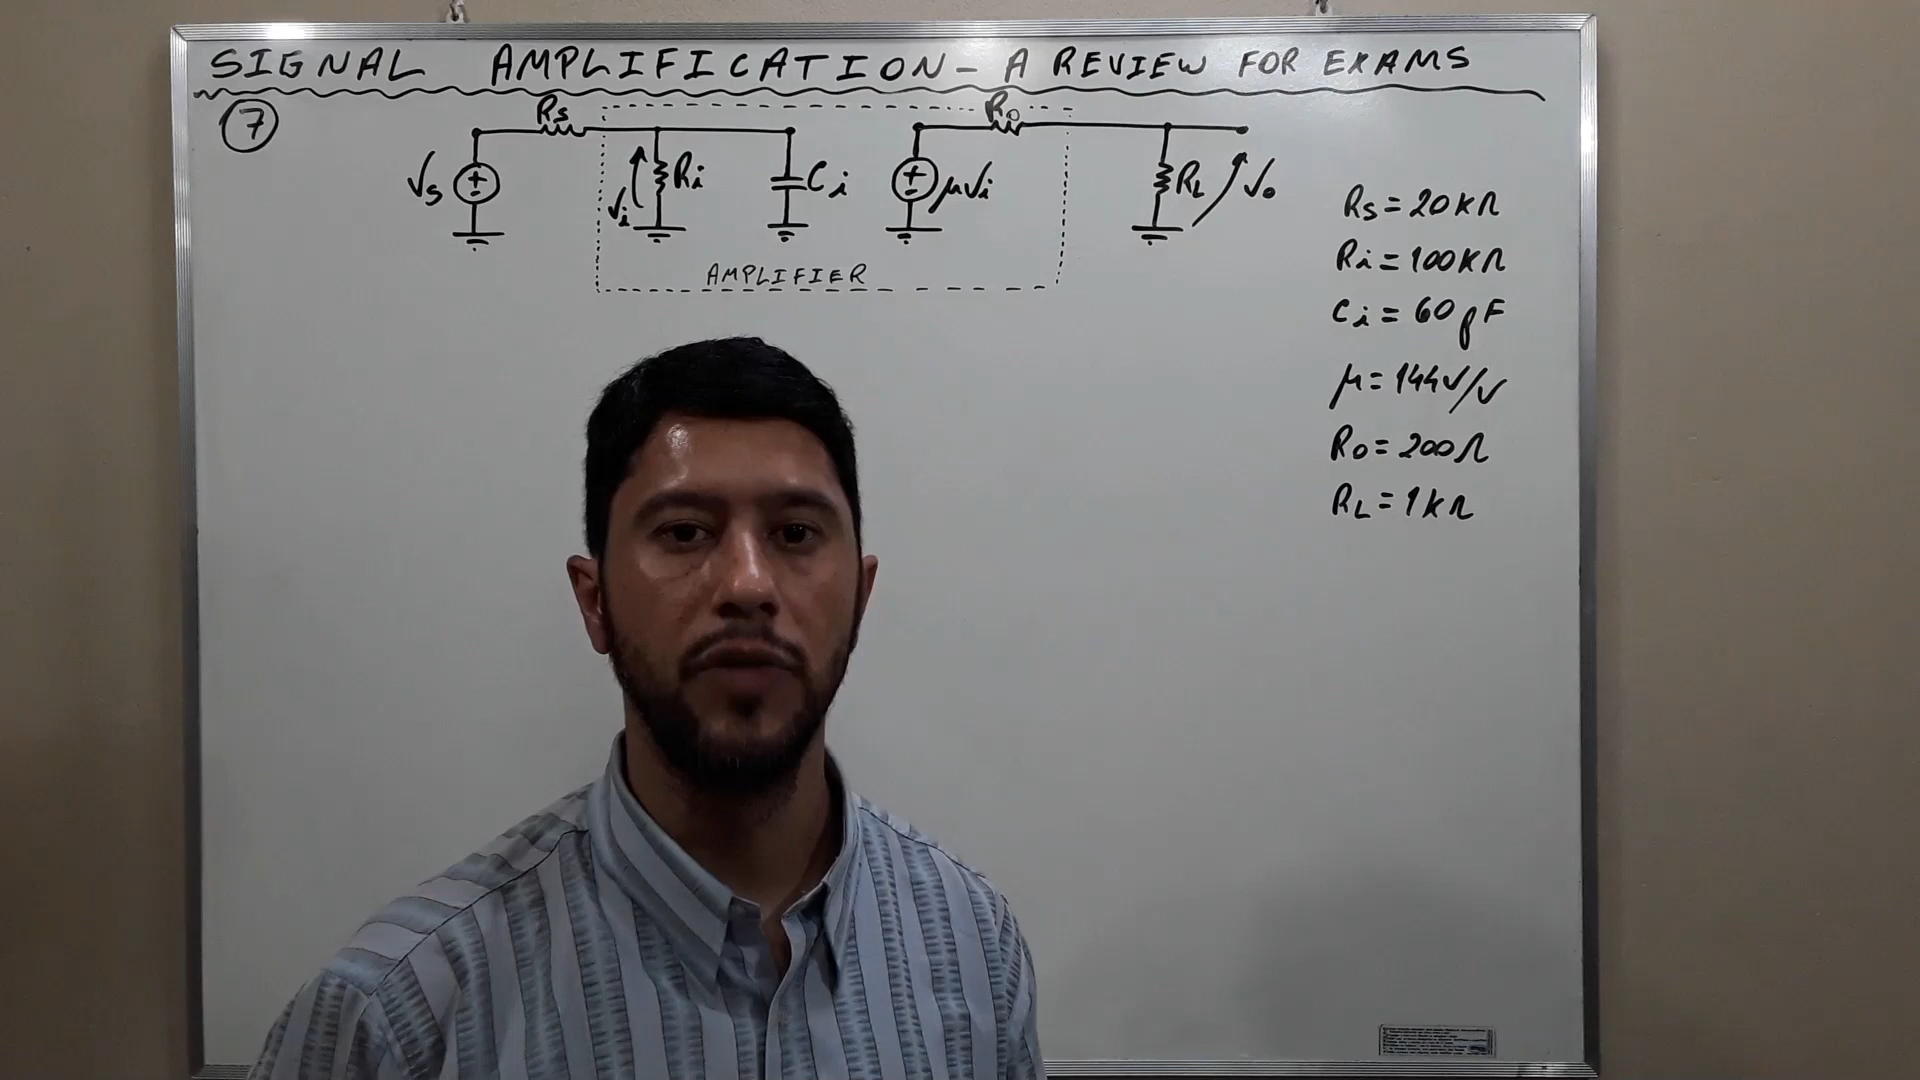 SIGNAL AMPLIFICATION - A REVIEW FOR EXAMS
7
Rs
Ro
Vs
+
Vi
Ri
Ci
+
μVi
RL
Vo
AMPLIFIER
Rs = 20kΩ
Ri = 100kΩ
Ci = 60pF
μ = 144V/V
Ro = 200Ω
RL = 1kΩ